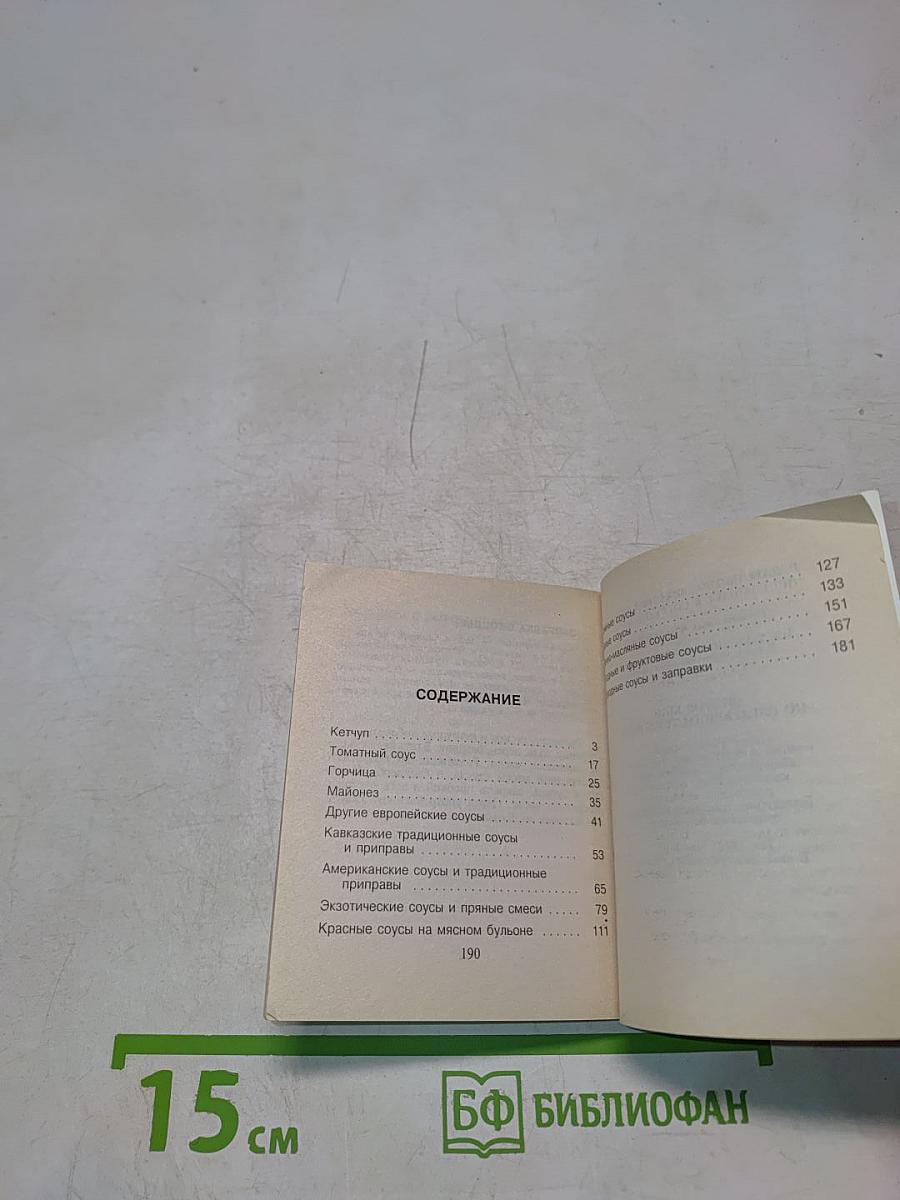 СОДЕРЖАНИЕ
Кетчуп . . . . . . . . . . . . . . . . . . . . . . . . . . 3
Томатный соус . . . . . . . . . . . . . . . . . . . . 17
Горчица . . . . . . . . . . . . . . . . . . . . . . . . . 25
Майонез . . . . . . . . . . . . . . . . . . . . . . . . . 35
Другие европейские соусы . . . . . . . . . . . 41
Кавказские традиционные соусы
и приправы . . . . . . . . . . . . . . . . . . . . . 53
Американские соусы и традиционные
приправы . . . . . . . . . . . . . . . . . . . . . . 65
Экзотические соусы и пряные смеси . . . . . 79
Красные соусы на мясном бульоне . . . . . . 111
190
соусы . . . . . . . . . . . . . . . . . . . . . . 127
соусы . . . . . . . . . . . . . . . . . . . . . . 133
-масляные соусы . . . . . . . . . . . . . . . 151
и фруктовые соусы . . . . . . . . . . . . . 167
соусы и заправки . . . . . . . . . . . . . . 181
15 см
БФ БИБЛИОФАН